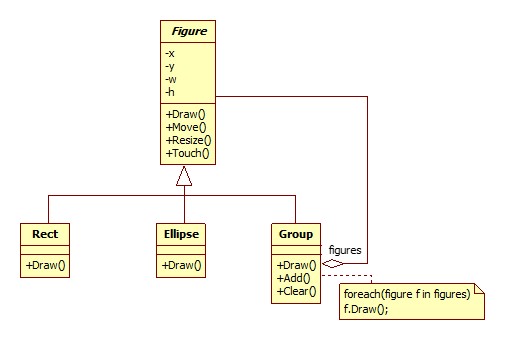 Figure
-x
-y
-w
-h
+Draw()
+Move()
+Resize()
+Touch()
Rect
+Draw()
Ellipse
+Draw()
Group
+Draw()
+Add()
+Clear()
figures
foreach(figure f in figures)
f.Draw();